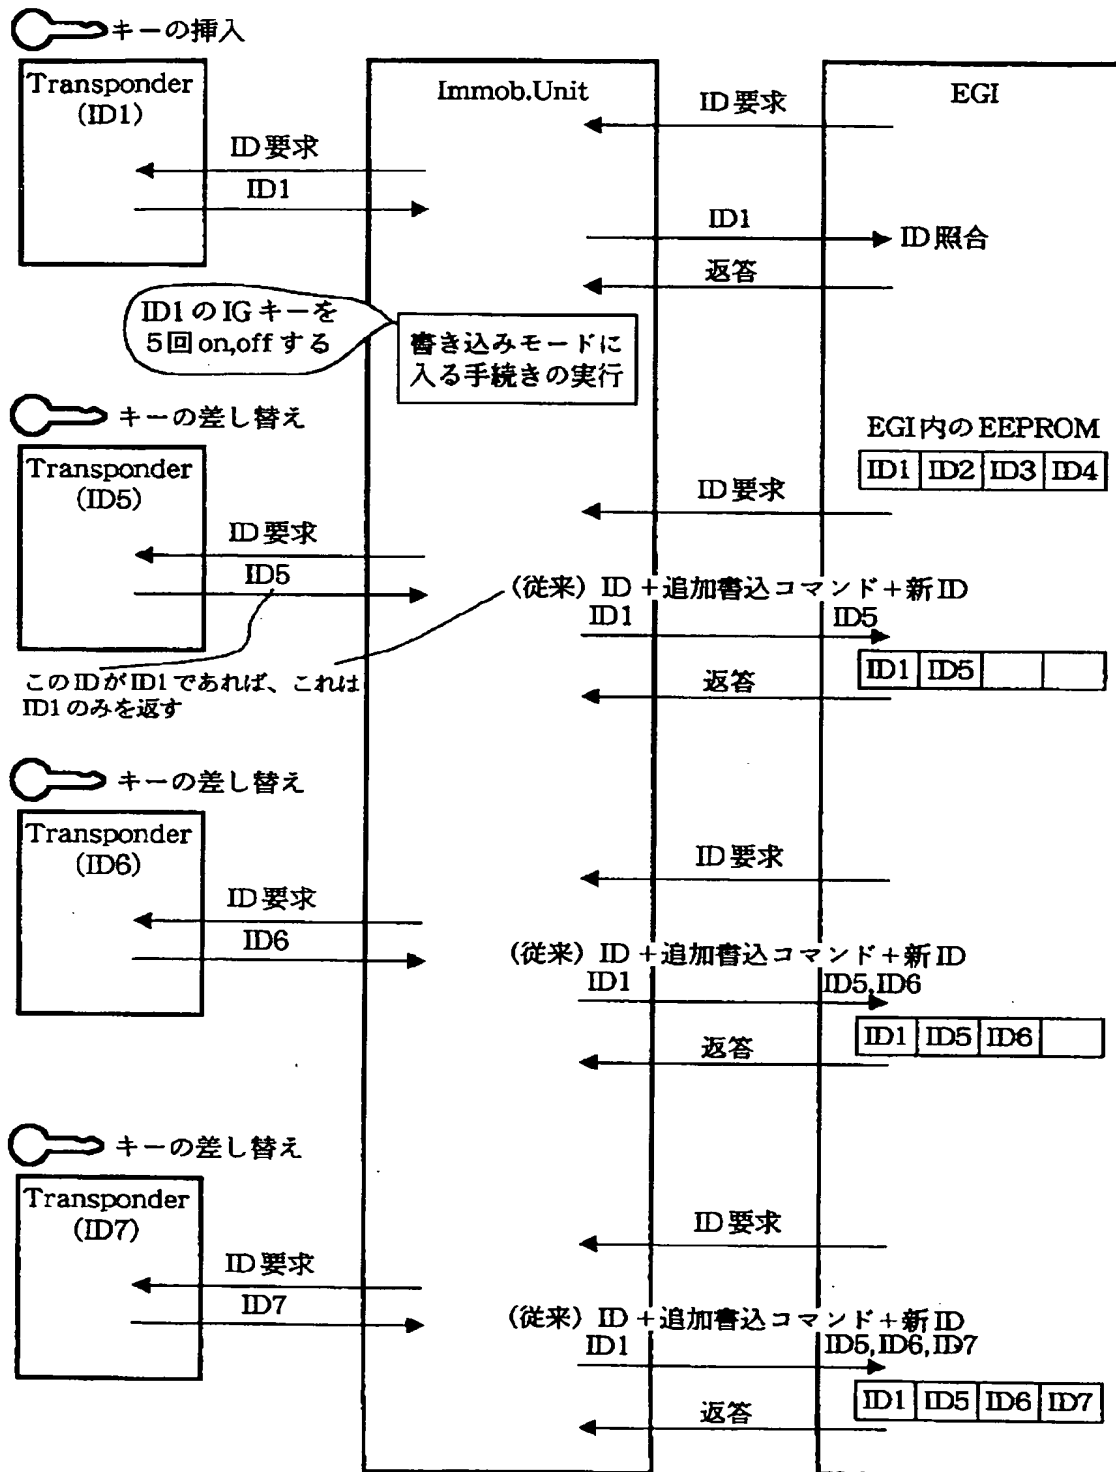 キーの挿入
Transponder
(ID1)
Immob.Unit
EGI
ID要求
ID要求
ID1
ID1
ID照合
返答
ID1のIGキーを
5回on,offする
書き込みモードに
入る手続きの実行
キーの差し替え
EGI内のEEPROM
Transponder
(ID5)
ID1 ID2 ID3 ID4
ID要求
ID要求
ID5
(従来) ID+追加書込コマンド+新ID
ID1 ID5
このIDがID1であれば、これは
ID1のみを返す
ID1 ID5
返答
キーの差し替え
Transponder
(ID6)
ID要求
ID要求
ID6
(従来) ID+追加書込コマンド+新ID
ID1 ID5,ID6
ID1 ID5 ID6
返答
キーの差し替え
Transponder
(ID7)
ID要求
ID要求
ID7
(従来) ID+追加書込コマンド+新ID
ID1 ID5,ID6,ID7
ID1 ID5 ID6 ID7
返答